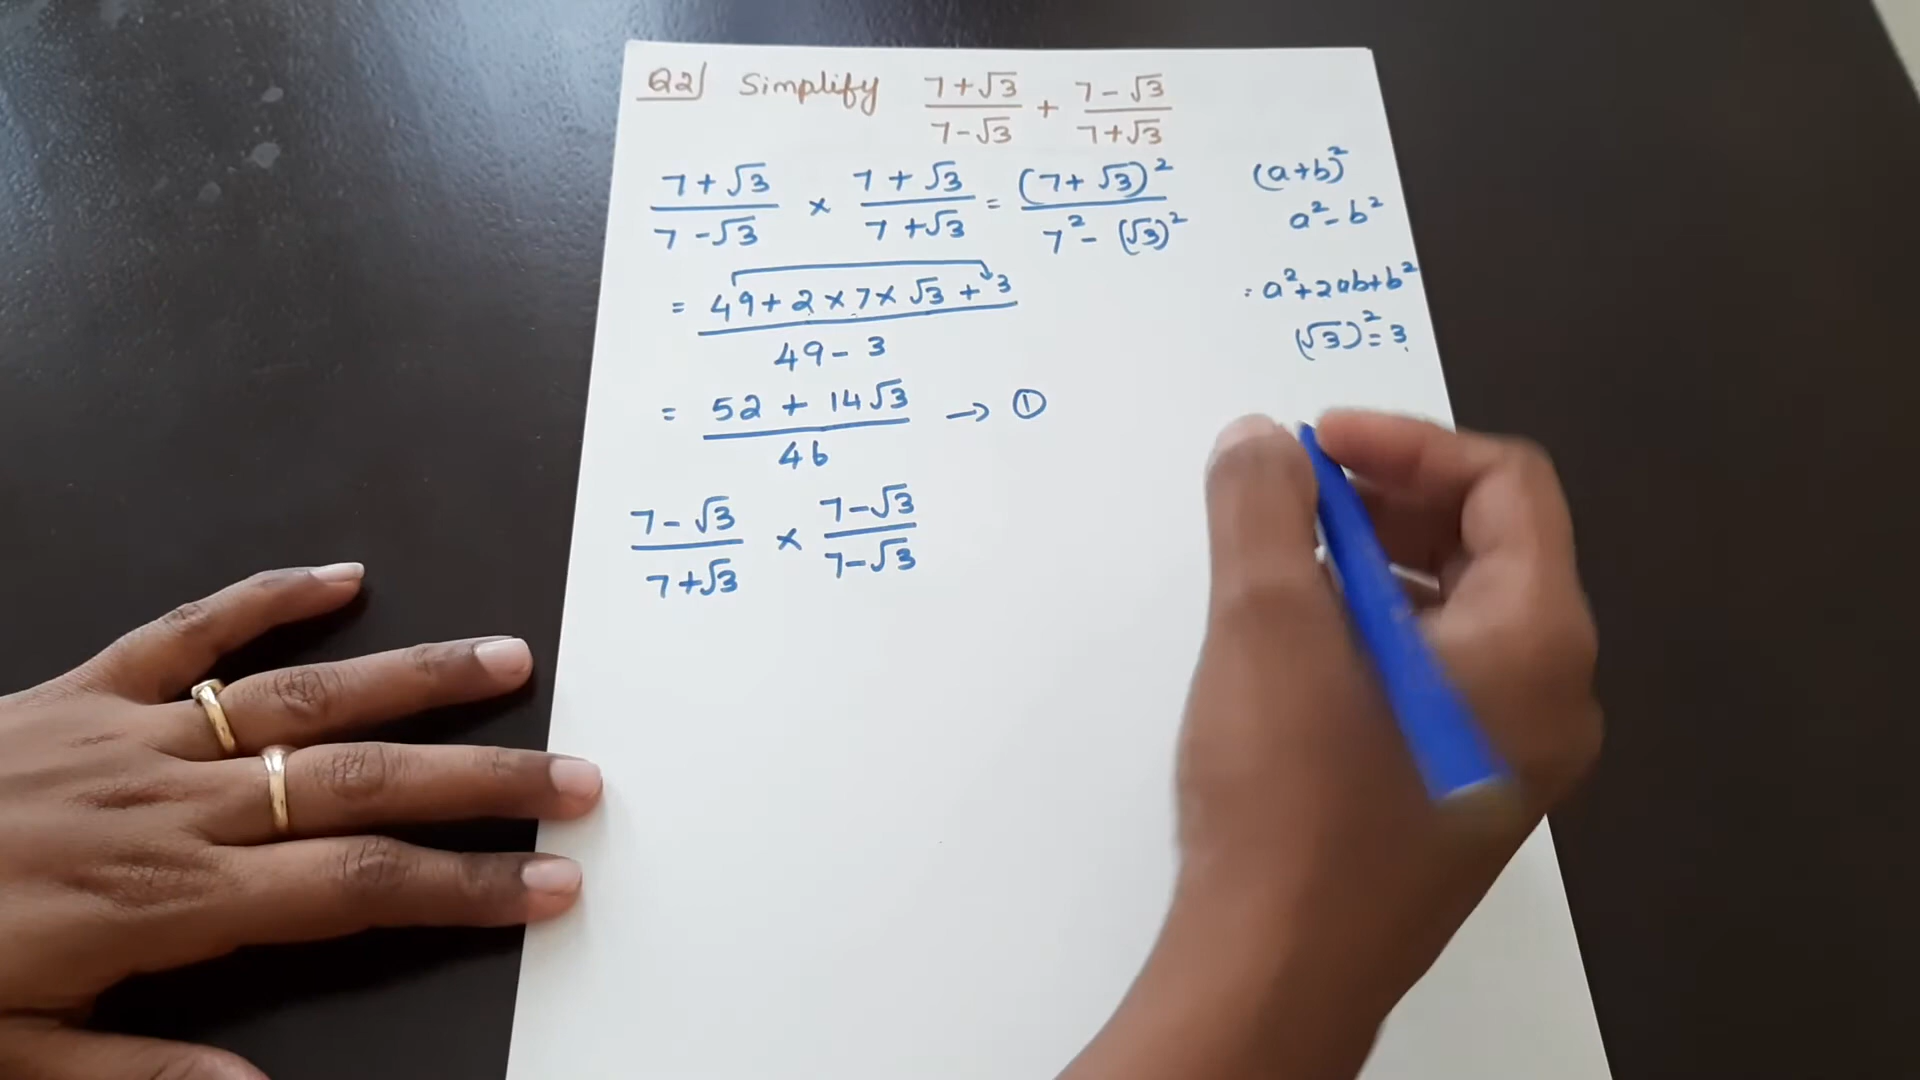 Q2) Simplify (7+√3)/(7-√3) + (7-√3)/(7+√3)
(7+√3)/(7-√3) × (7+√3)/(7+√3) = (7+√3)²/(7²-(√3)²)
(a+b)²
a²-b²
= (49+2×7×√3+3)/(49-3)
= a²+2ab+b²
(√3)²=3
= (52+14√3)/46 → ①
(7-√3)/(7+√3) × (7-√3)/(7-√3)